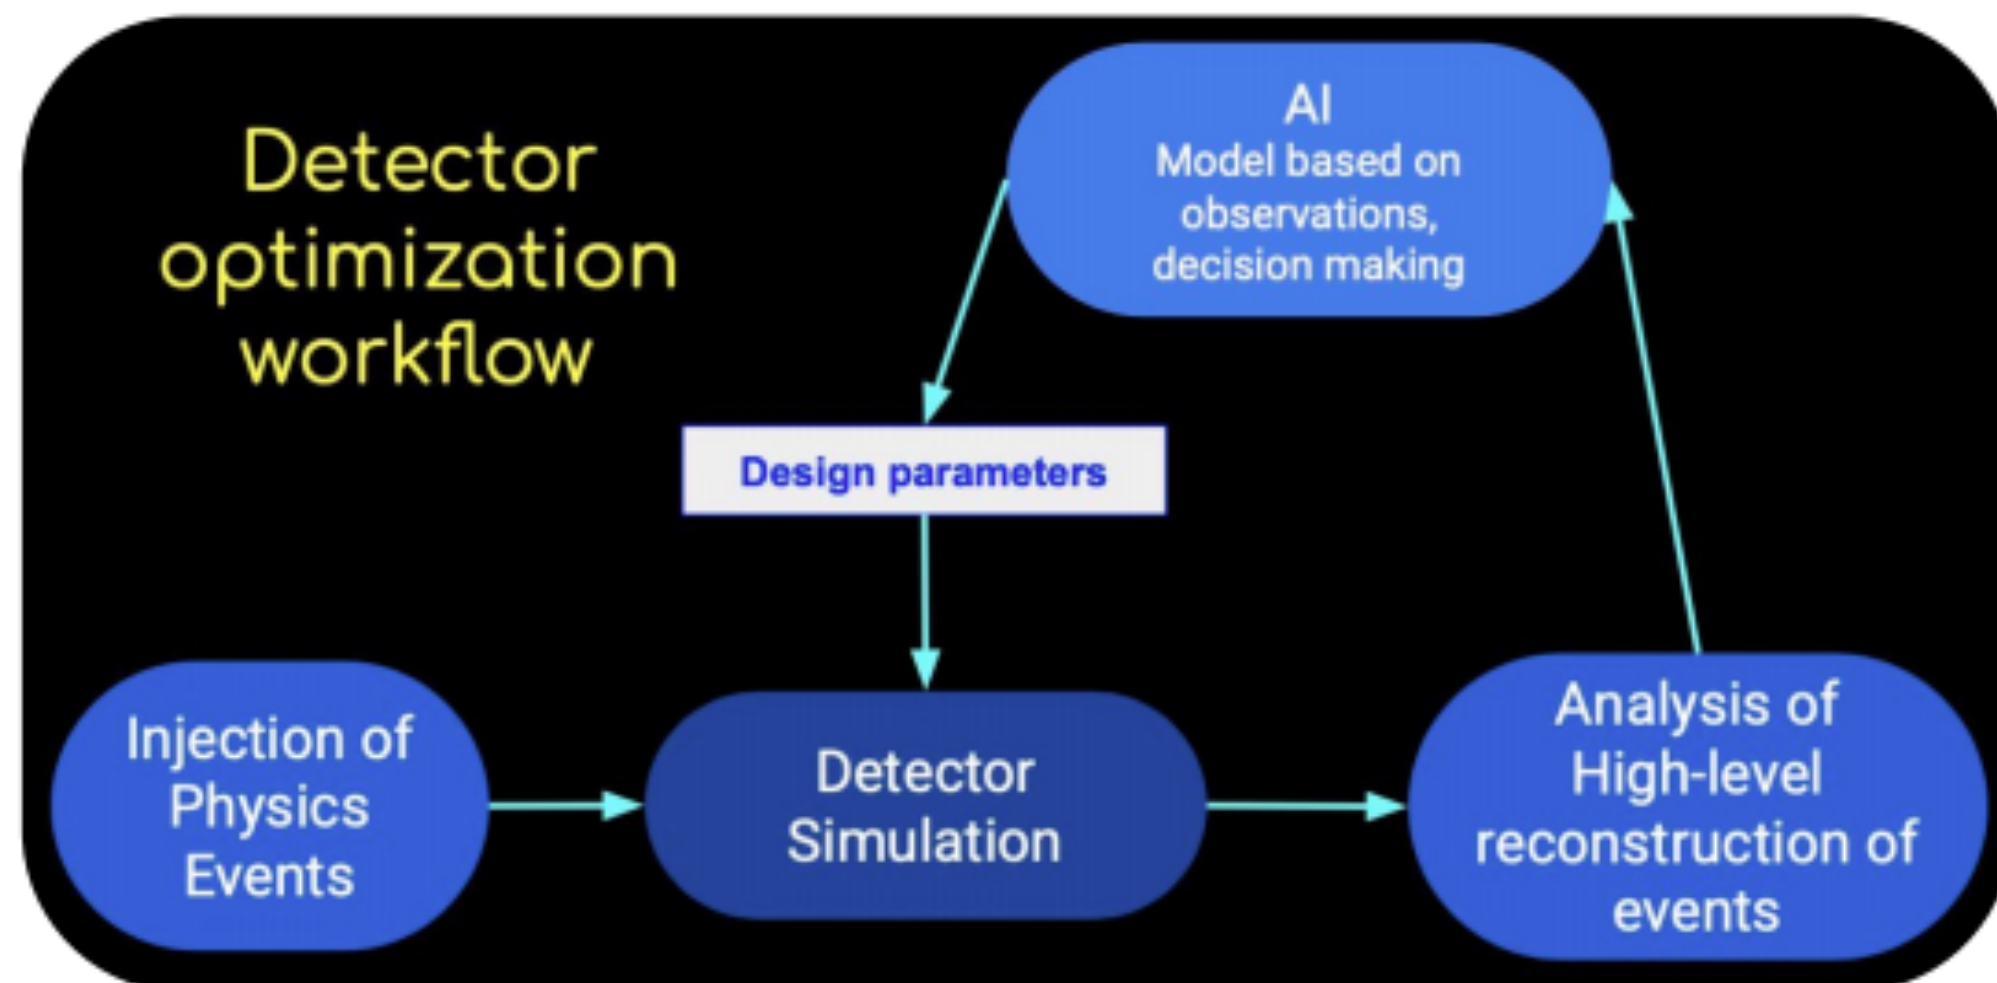 Detector
optimization
workflow
AI
Model based on
observations,
decision making
Design parameters
Injection of
Physics
Events
Detector
Simulation
Analysis of
High-level
reconstruction of
events